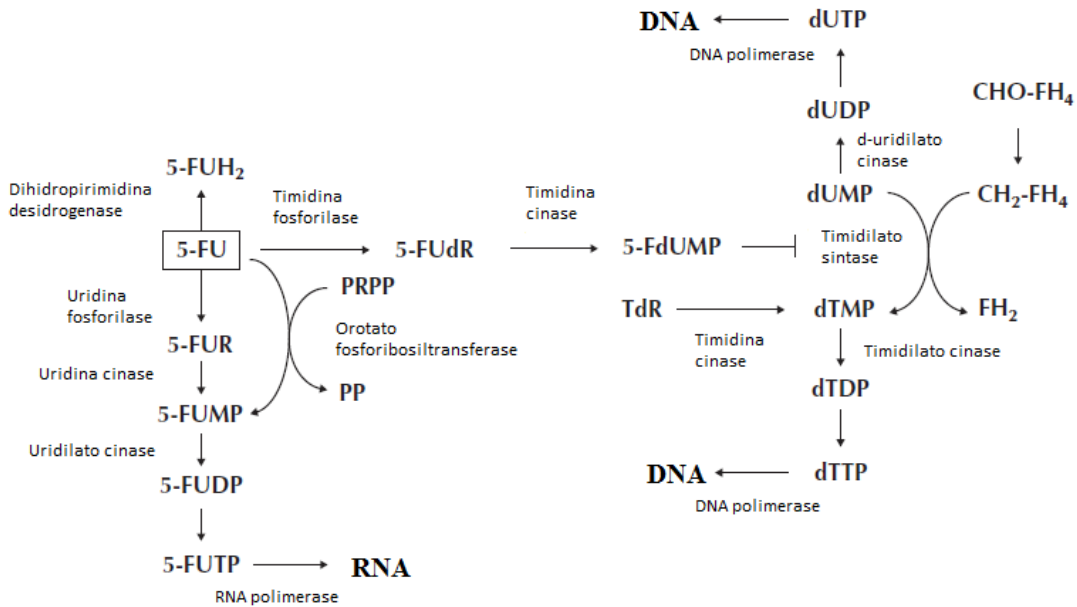 DNA
dUTP
DNA polimerase
dUDP
CHO-FH4
d-uridilato
cinase
5-FUH2
Dihidropirimidina
desidrogenase
Timidina
fosforilase
Timidina
cinase
dUMP
CH2-FH4
5-FU
5-FUdR
5-FdUMP
Timidilato
sintase
PRPP
Uridina
fosforilase
TdR
dTMP
FH2
Orotato
fosforibosiltransferase
Timidina
cinase
Timidilato cinase
5-FUR
Uridina cinase
PP
dTDP
5-FUMP
Uridilato cinase
5-FUDP
DNA
dTTP
DNA polimerase
5-FUTP
RNA
RNA polimerase